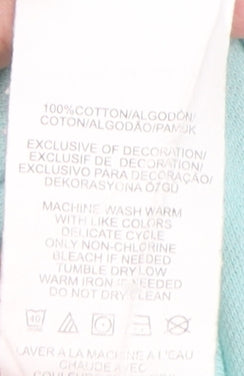 100%COTTON/ALGODÓN/
COTON/ALGODÃO/PAMUK
EXCLUSIVE OF DECORATION/
EXCLUSIF DE DECORATION/
EXCLUSIVO PARA DECORAÇÃO/
DEKORASYONA ÖZGÜ
MACHINE WASH WARM
WITH LIKE COLORS
DELICATE CYCLE
ONLY NON-CHLORINE
BLEACH IF NEEDED
TUMBLE DRY LOW
WARM IRON IF NEEDED
DO NOT DRY CLEAN
40
LAVER A LA MACHINE A L'EAU
CHAUDE AVEC